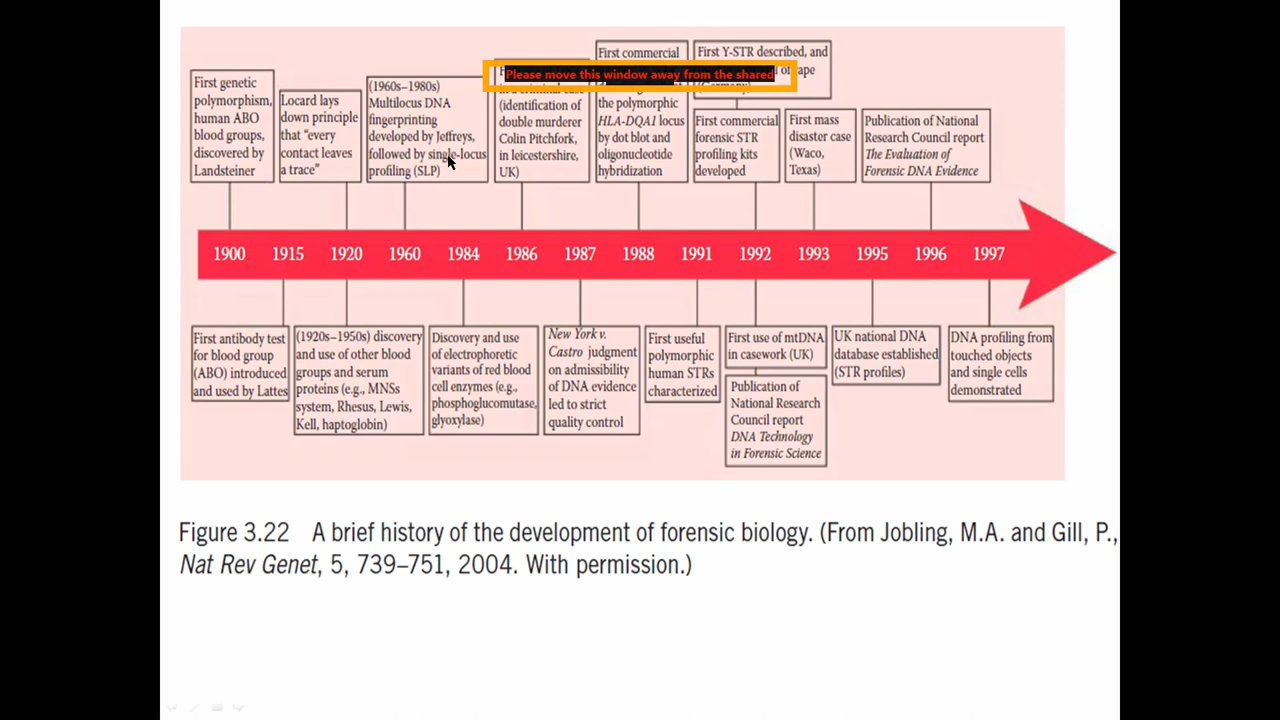 First genetic
polymorphism,
human ABO
blood groups,
discovered by
Landsteiner
Locard lays
down principle
that "every
contact leaves
a trace"
(1960s–1980s)
Multilocus DNA
fingerprinting
developed by Jeffreys,
followed by single-locus
profiling (SLP)
(identification of
double murderer
Colin Pitchfork,
in leicestershire,
UK)
First commercial
the polymorphic
HLA-DQA1 locus
by dot blot and
oligonucleotide
hybridization
First Y-STR described, and
Please move this window away from the shared
First commercial
forensic STR
profiling kits
developed
First mass
disaster case
(Waco,
Texas)
Publication of National
Research Council report
The Evaluation of
Forensic DNA Evidence
1900 1915 1920 1960 1984 1986 1987 1988 1991 1992 1993 1995 1996 1997
First antibody test
for blood group
(ABO) introduced
and used by Lattes
(1920s–1950s) discovery
and use of other blood
groups and serum
proteins (e.g., MNSs
system, Rhesus, Lewis,
Kell, haptoglobin)
Discovery and use
of electrophoretic
variants of red blood
cell enzymes (e.g.,
phosphoglucomutase,
glyoxylase)
New York v.
Castro judgment
on admissibility
of DNA evidence
led to strict
quality control
First useful
polymorphic
human STRs
characterized
First use of mtDNA
in casework (UK)
Publication of
National Research
Council report
DNA Technology
in Forensic Science
UK national DNA
database established
(STR profiles)
DNA profiling from
touched objects
and single cells
demonstrated
Figure 3.22 A brief history of the development of forensic biology. (From Jobling, M.A. and Gill, P.,
Nat Rev Genet, 5, 739–751, 2004. With permission.)